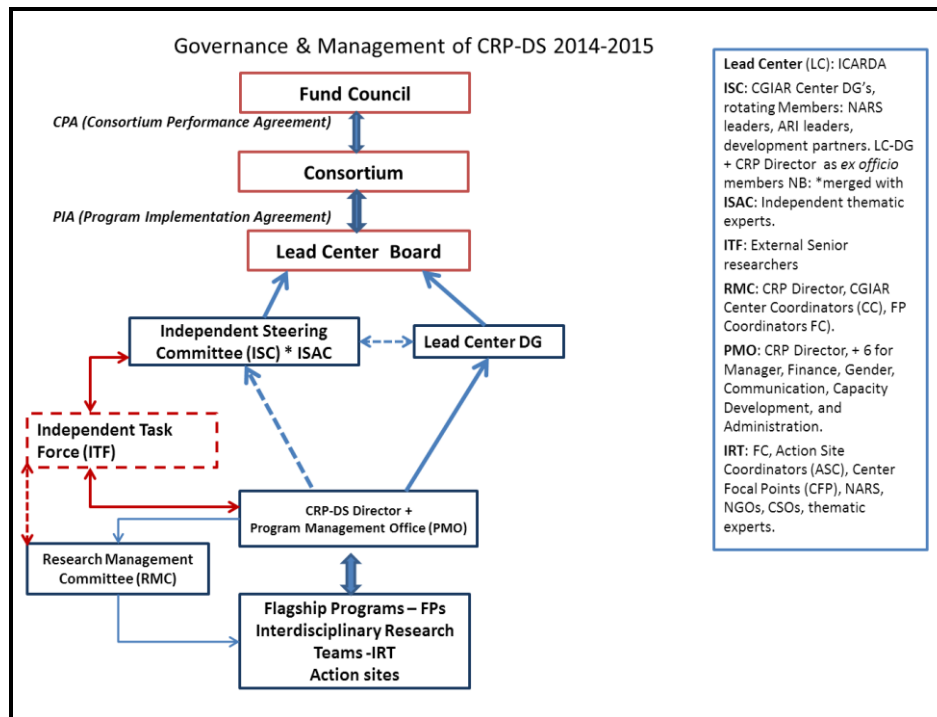 Governance & Management of CRP-DS 2014-2015
Fund Council
CPA (Consortium Performance Agreement)
Consortium
PIA (Program Implementation Agreement)
Lead Center Board
Independent Steering
Committee (ISC) * ISAC
Lead Center DG
Independent Task
Force (ITF)
CRP-DS Director +
Program Management Office (PMO)
Research Management
Committee (RMC)
Flagship Programs – FPs
Interdisciplinary Research
Teams -IRT
Action sites
Lead Center (LC): ICARDA
ISC: CGIAR Center DG's,
rotating Members: NARS
leaders, ARI leaders,
development partners. LC-DG
+ CRP Director as ex officio
members NB: *merged with
ISAC: Independent thematic
experts.
ITF: External Senior
researchers
RMC: CRP Director, CGIAR
Center Coordinators (CC), FP
Coordinators FC).
PMO: CRP Director, + 6 for
Manager, Finance, Gender,
Communication, Capacity
Development, and
Administration.
IRT: FC, Action Site
Coordinators (ASC), Center
Focal Points (CFP), NARS,
NGOs, CSOs, thematic
experts.